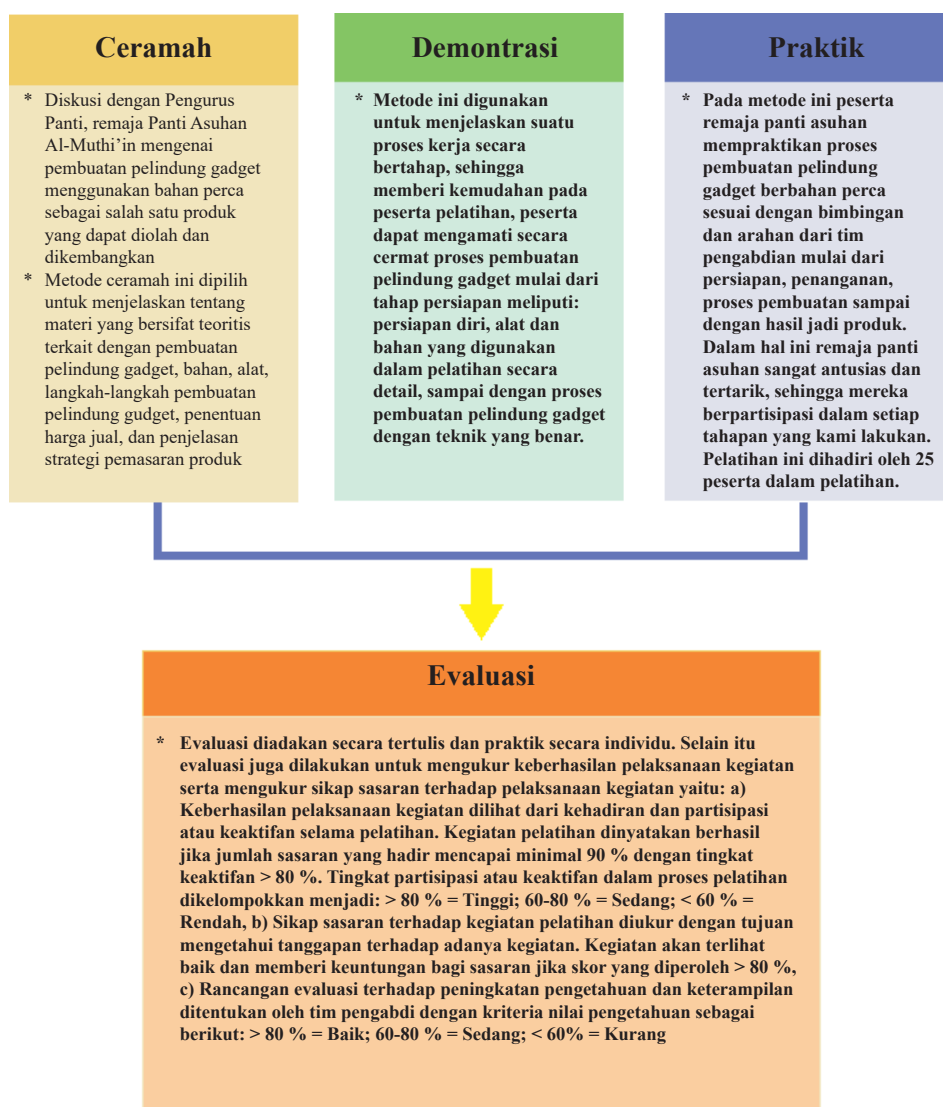 Ceramah
* Diskusi dengan Pengurus
Panti, remaja Panti Asuhan
Al-Muthi’in mengenai
pembuatan pelindung gadget
menggunakan bahan perca
sebagai salah satu produk
yang dapat diolah dan
dikembangkan
* Metode ceramah ini dipilih
untuk menjelaskan tentang
materi yang bersifat teoritis
terkait dengan pembuatan
pelindung gadget, bahan, alat,
langkah-langkah pembuatan
pelindung gudget, penentuan
harga jual, dan penjelasan
strategi pemasaran produk
Demontrasi
* Metode ini digunakan
untuk menjelaskan suatu
proses kerja secara
bertahap, sehingga
memberi kemudahan pada
peserta pelatihan, peserta
dapat mengamati secara
cermat proses pembuatan
pelindung gadget mulai dari
tahap persiapan meliputi:
persiapan diri, alat dan
bahan yang digunakan
dalam pelatihan secara
detail, sampai dengan proses
pembuatan pelindung gadget
dengan teknik yang benar.
Praktik
* Pada metode ini peserta
remaja panti asuhan
mempraktikan proses
pembuatan pelindung
gadget berbahan perca
sesuai dengan bimbingan
dan arahan dari tim
pengabdian mulai dari
persiapan, penanganan,
proses pembuatan sampai
dengan hasil jadi produk.
Dalam hal ini remaja panti
asuhan sangat antusias dan
tertarik, sehingga mereka
berpartisipasi dalam setiap
tahapan yang kami lakukan.
Pelatihan ini dihadiri oleh 25
peserta dalam pelatihan.
Evaluasi
* Evaluasi diadakan secara tertulis dan praktik secara individu. Selain itu
evaluasi juga dilakukan untuk mengukur keberhasilan pelaksanaan kegiatan
serta mengukur sikap sasaran terhadap pelaksanaan kegiatan yaitu: a)
Keberhasilan pelaksanaan kegiatan dilihat dari kehadiran dan partisipasi
atau keaktifan selama pelatihan. Kegiatan pelatihan dinyatakan berhasil
jika jumlah sasaran yang hadir mencapai minimal 90 % dengan tingkat
keaktifan > 80 %. Tingkat partisipasi atau keaktifan dalam proses pelatihan
dikelompokkan menjadi: > 80 % = Tinggi; 60-80 % = Sedang; < 60 % =
Rendah, b) Sikap sasaran terhadap kegiatan pelatihan diukur dengan tujuan
mengetahui tanggapan terhadap adanya kegiatan. Kegiatan akan terlihat
baik dan memberi keuntungan bagi sasaran jika skor yang diperoleh > 80 %,
c) Rancangan evaluasi terhadap peningkatan pengetahuan dan keterampilan
ditentukan oleh tim pengabdi dengan kriteria nilai pengetahuan sebagai
berikut: > 80 % = Baik; 60-80 % = Sedang; < 60% = Kurang